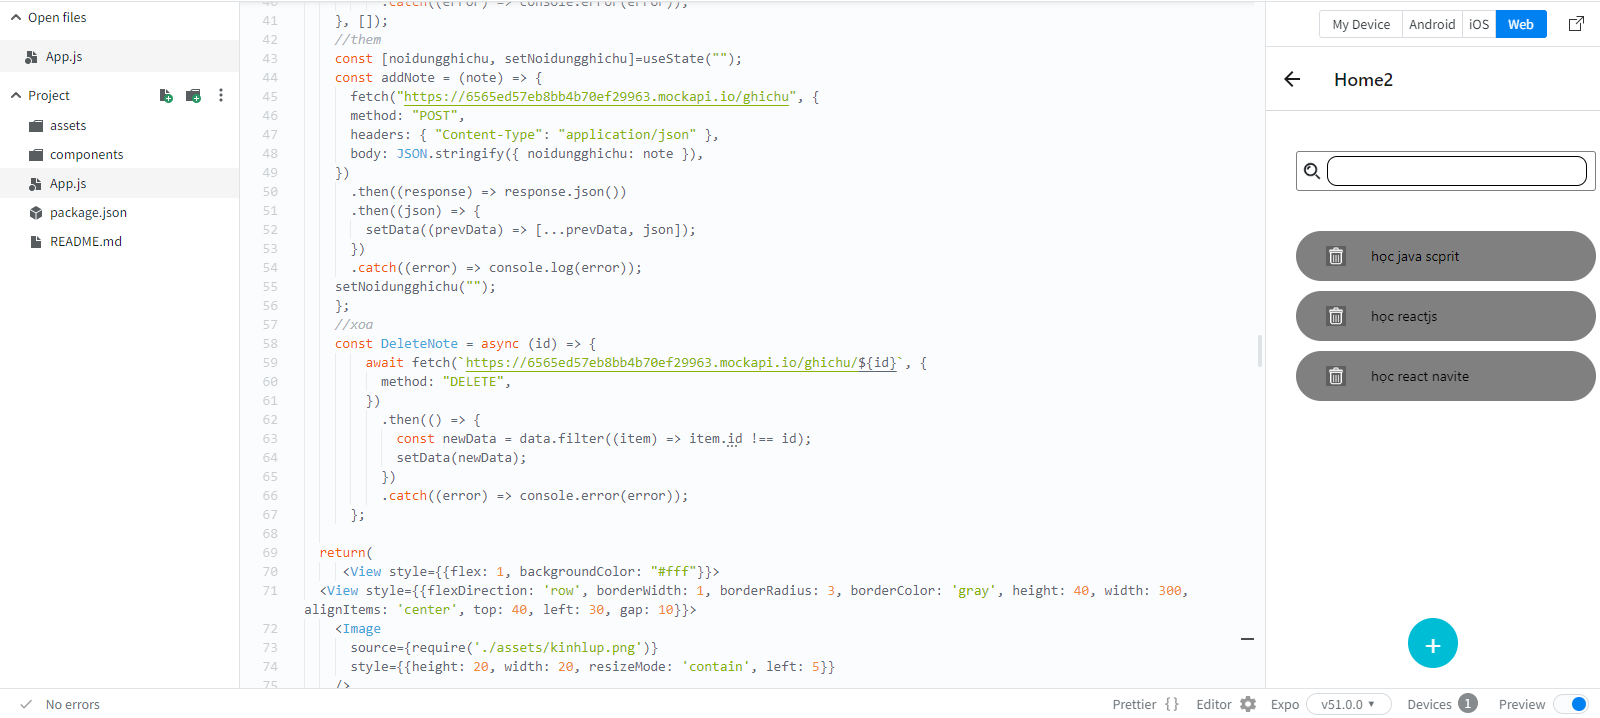 Open files
App.js
Project
assets
components
App.js
package.json
README.md
40 .catch((error) => console.error(error));
41 }, []);
42 //them
43 const [noidungghichu, setNoidungghichu]=useState("");
44 const addNote = (note) => {
45 fetch("https://6565ed57eb8bb4b70ef29963.mockapi.io/ghichu", {
46 method: "POST",
47 headers: { "Content-Type": "application/json" },
48 body: JSON.stringify({ noidungghichu: note }),
49 })
50 .then((response) => response.json())
51 .then((json) => {
52 setData((prevData) => [...prevData, json]);
53 })
54 .catch((error) => console.log(error));
55 setNoidungghichu("");
56 };
57 //xoa
58 const DeleteNote = async (id) => {
59 await fetch(`https://6565ed57eb8bb4b70ef29963.mockapi.io/ghichu/${id}`, {
60 method: "DELETE",
61 })
62 .then(() => {
63 const newData = data.filter((item) => item.id !== id);
64 setData(newData);
65 })
66 .catch((error) => console.error(error));
67 };
68
69 return(
70 <View style={{flex: 1, backgroundColor: "#fff"}}>
71 <View style={{flexDirection: 'row', borderWidth: 1, borderRadius: 3, borderColor: 'gray', height: 40, width: 300,
alignItems: 'center', top: 40, left: 30, gap: 10}}>
72 <Image
73 source={require('./assets/kinhlup.png')}
74 style={{height: 20, width: 20, resizeMode: 'contain', left: 5}}
75 />
My Device Android iOS Web
Home2
học java scprit
học reactjs
học react navite
+
No errors
Prettier {} Editor Expo v51.0.0 Devices 1 Preview